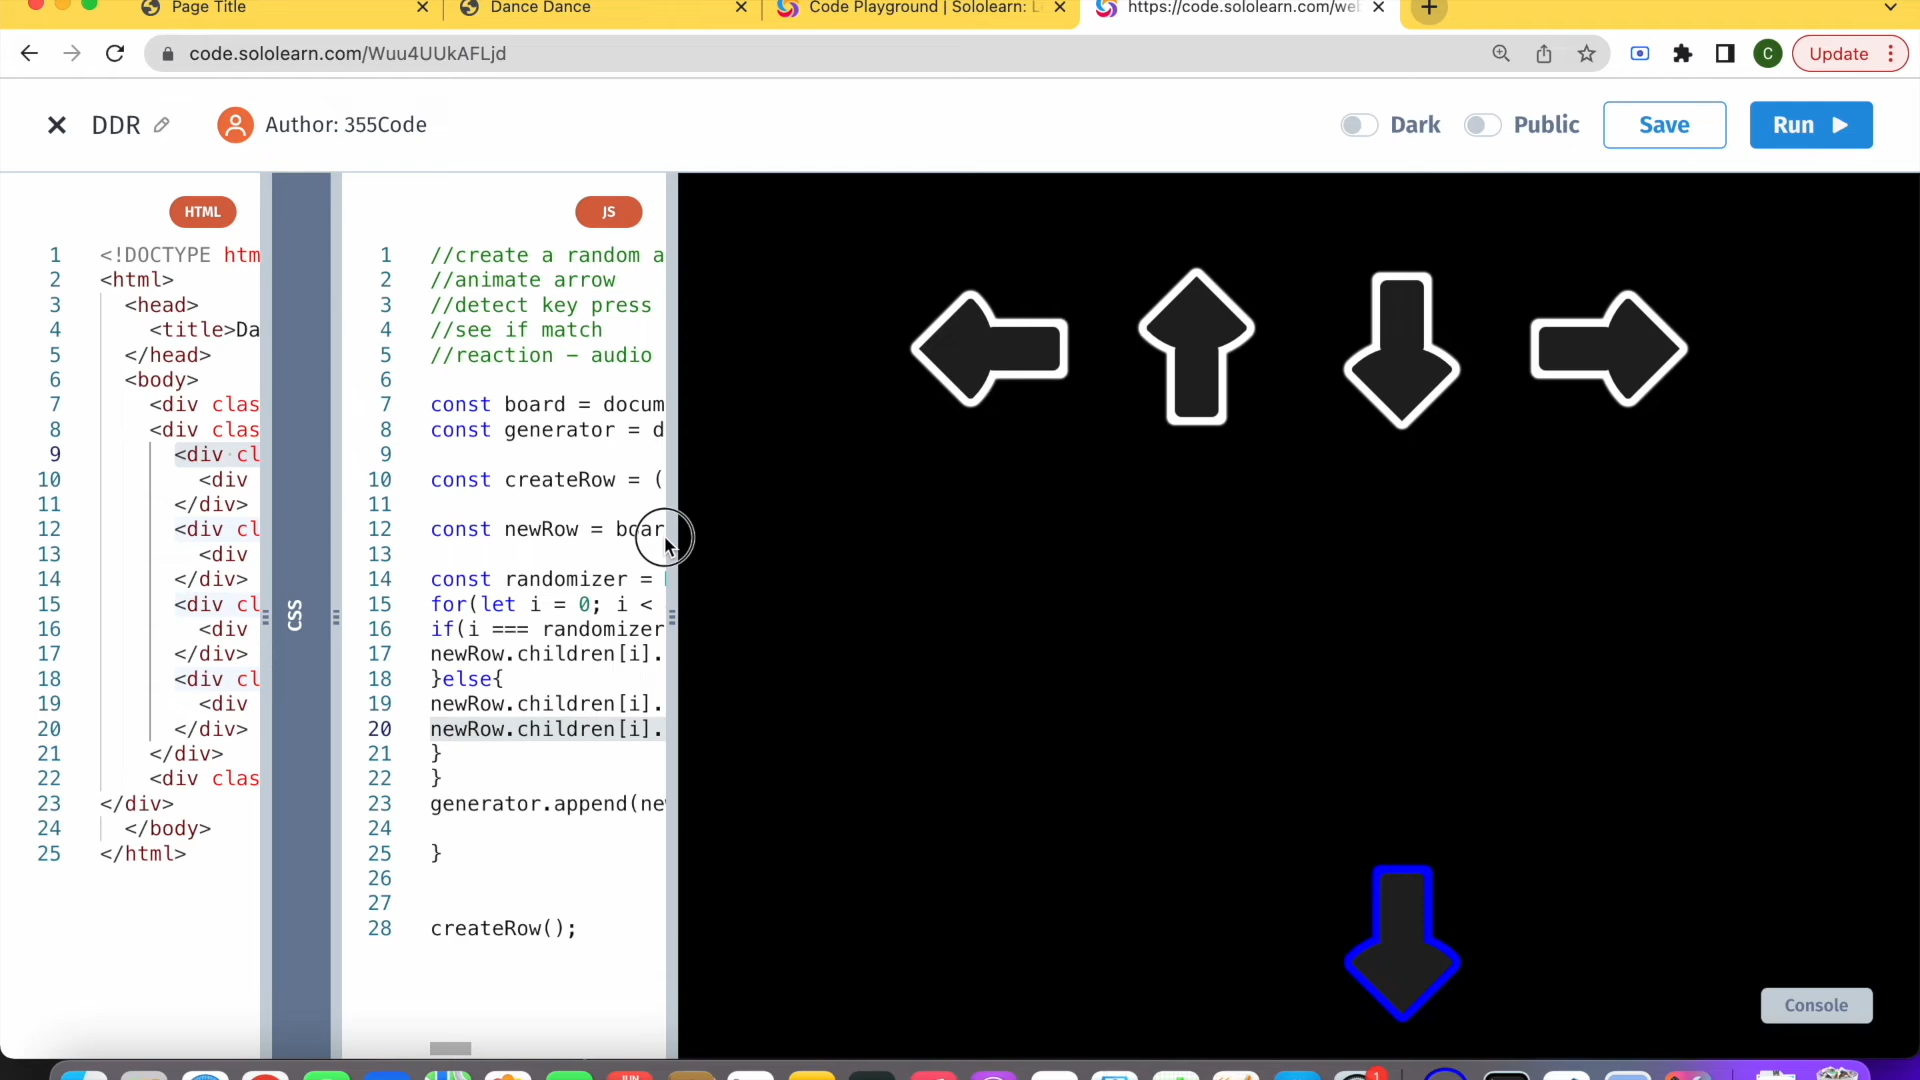 Page Title
Dance Dance
Code Playground | Sololearn: L
https://code.sololearn.com/we
code.sololearn.com/Wuu4UUkAFLjd
C
Update
DDR
Author: 355Code
Dark
Public
Save
Run
HTML
1 <!DOCTYPE htm
2 <html>
3 <head>
4 <title>Da
5 </head>
6 <body>
7 <div clas
8 <div clas
9 <div cl
10 <div
11 </div>
12 <div cl
13 <div
14 </div>
15 <div cl
16 <div
17 </div>
18 <div cl
19 <div
20 </div>
21 </div>
22 <div clas
23 </div>
24 </body>
25 </html>
CSS
JS
1 //create a random a
2 //animate arrow
3 //detect key press
4 //see if match
5 //reaction - audio
6
7 const board = docum
8 const generator = d
9
10 const createRow = (
11
12 const newRow = boar
13
14 const randomizer =
15 for(let i = 0; i <
16 if(i === randomizer
17 newRow.children[i].
18 }else{
19 newRow.children[i].
20 newRow.children[i].
21 }
22 }
23 generator.append(ne
24
25 }
26
27
28 createRow();
Console
JUN
1